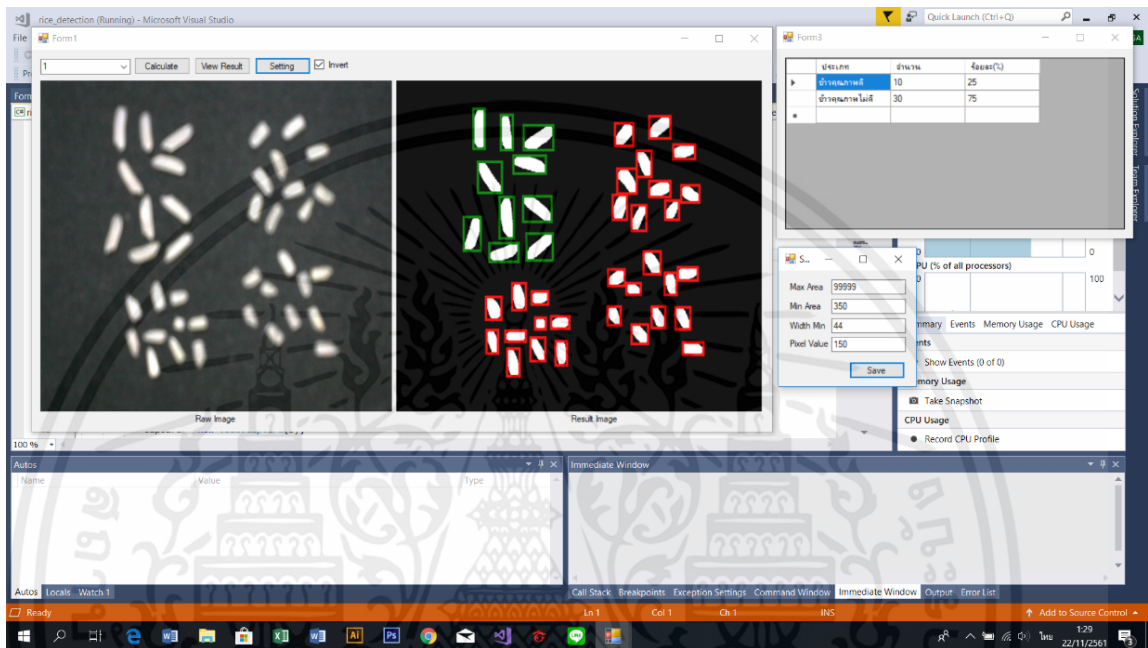 rice_detection (Running) - Microsoft Visual Studio
Quick Launch (Ctrl+Q)
File
Form1
1
Calculate
View Result
Setting
Invert
Raw Image
Result Image
Form3
ประเภท จำนวน ร้อยละ(%)
ข้าวคุณภาพดี 10 25
ข้าวคุณภาพไม่ดี 30 75
Solution Explorer
Team Explorer
S..
Max Area 99999
Min Area 350
Width Min 44
Pixel Value 150
Save
0
CPU (% of all processors)
100
Events Memory Usage CPU Usage
Show Events (0 of 0)
Memory Usage
Take Snapshot
CPU Usage
Record CPU Profile
100 %
Autos
Name Value Type
Immediate Window
Autos Locals Watch 1
Call Stack Breakpoints Exception Settings Command Window Immediate Window Output Error List
Ready
Ln 1 Col 1 Ch 1 INS
Add to Source Control
ไทย
1:29
22/11/2561